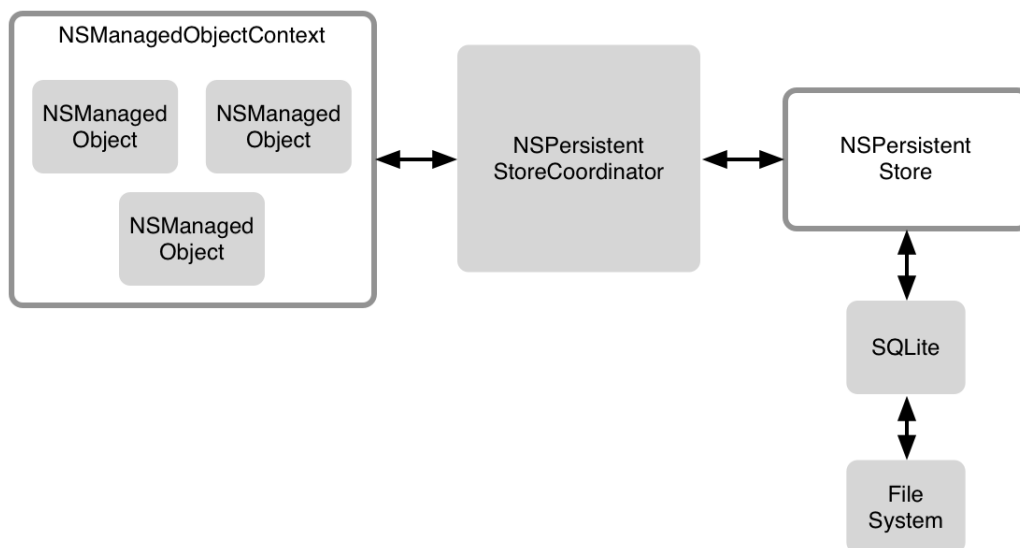 NSManagedObjectContext
NSManaged
Object
NSManaged
Object
NSManaged
Object
NSPersistent
StoreCoordinator
NSPersistent
Store
SQLite
File
System